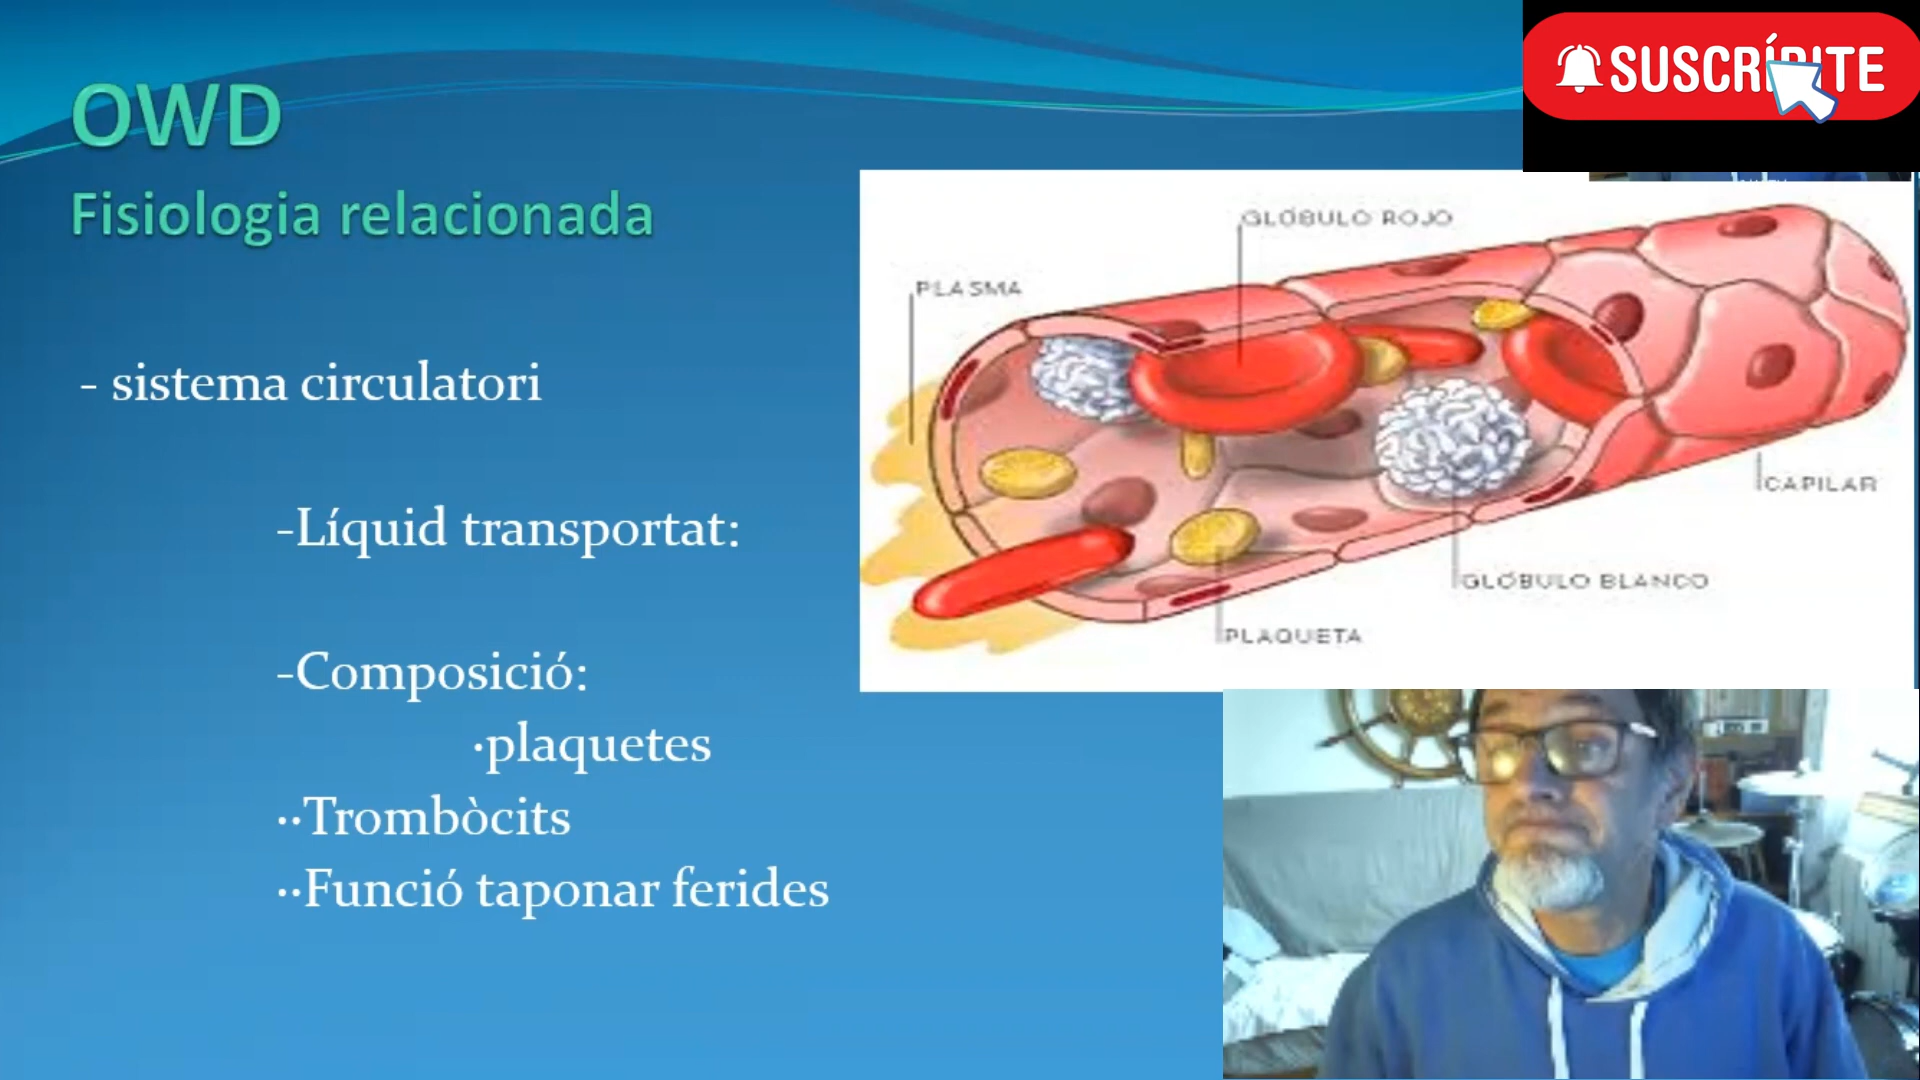 OWD
Fisiologia relacionada
- sistema circulatori
-Líquid transportat:
-Composició:
·plaquetes
··Trombòcits
··Funció taponar ferides
GLÓBULO ROJO
PLASMA
CAPILAR
GLÓBULO BLANCO
PLAQUETA